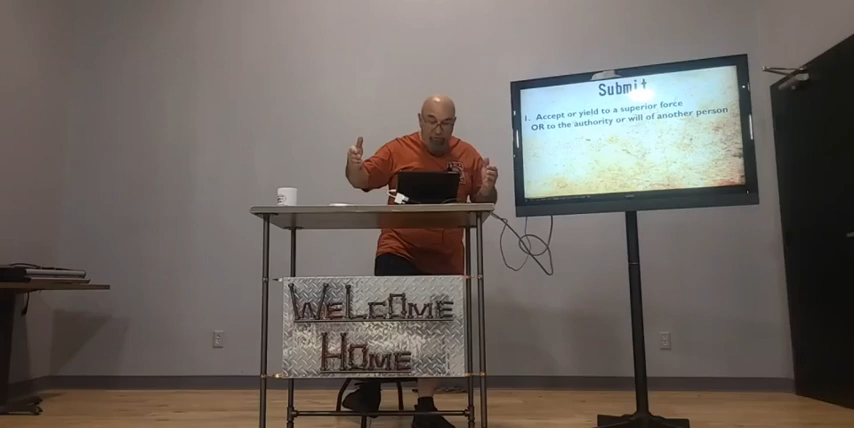 Submit
1. Accept or yield to a superior force
OR to the authority or will of another person
WELCOME
HOME